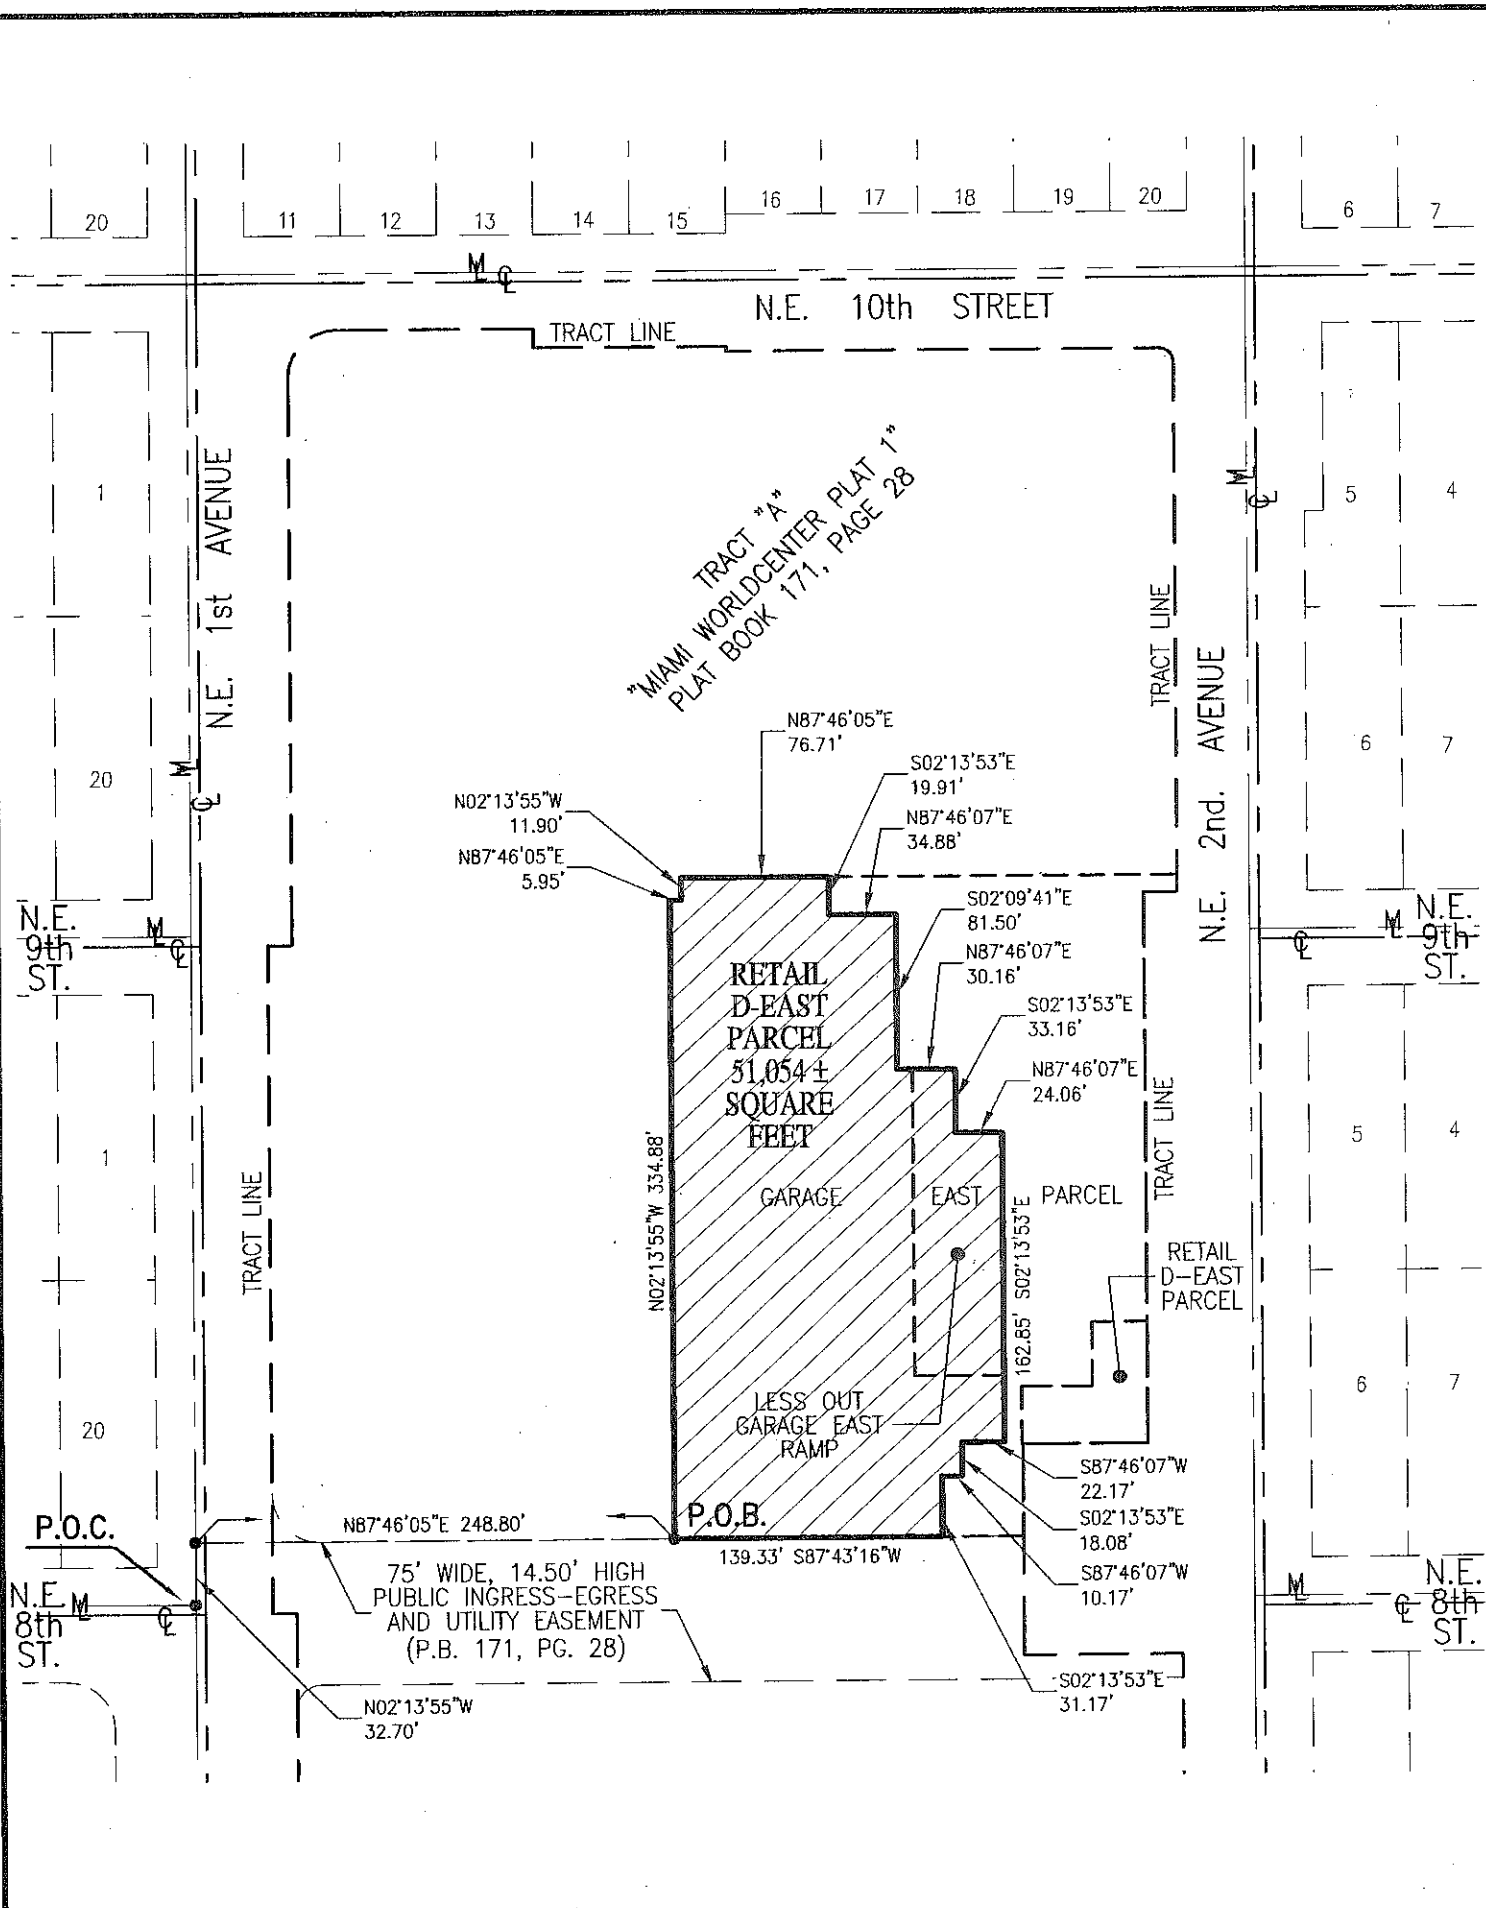 20
11
12
13
14
15
16
17
18
19
20
6
7
M
CL
N.E. 10th STREET
TRACT LINE
1
N.E. 1st AVENUE
TRACT "A"
"MIAMI WORLDCENTER PLAT 1"
PLAT BOOK 171, PAGE 28
M
CL
5
4
TRACT LINE
N.E. 2nd. AVENUE
N87°46'05"E
76.71'
S02°13'53"E
19.91'
N02°13'55"W
11.90'
N87°46'07"E
34.88'
N87°46'05"E
5.95'
20
M
CL
6
7
S02°09'41"E
81.50'
N.E.
9th
ST.
M
CL
N87°46'07"E
30.16'
CL
M
N.E.
9th
ST.
RETAIL
D-EAST
PARCEL
51,054 ±
SQUARE
FEET
S02°13'53"E
33.16'
N87°46'07"E
24.06'
TRACT LINE
1
5
4
N02°13'55"W 334.88'
TRACT LINE
GARAGE EAST PARCEL
162.85' S02°13'53"E
RETAIL
D-EAST
PARCEL
LESS OUT
GARAGE EAST
RAMP
20
6
7
S87°46'07"W
22.17'
S02°13'53"E
18.08'
S87°46'07"W
10.17'
P.O.C.
N87°46'05"E 248.80'
P.O.B.
139.33' S87°43'16"W
75' WIDE, 14.50' HIGH
PUBLIC INGRESS-EGRESS
AND UTILITY EASEMENT
(P.B. 171, PG. 28)
N.E.
8th
ST.
M
CL
M
CL
N.E.
8th
ST.
S02°13'53"E
31.17'
N02°13'55"W
32.70'